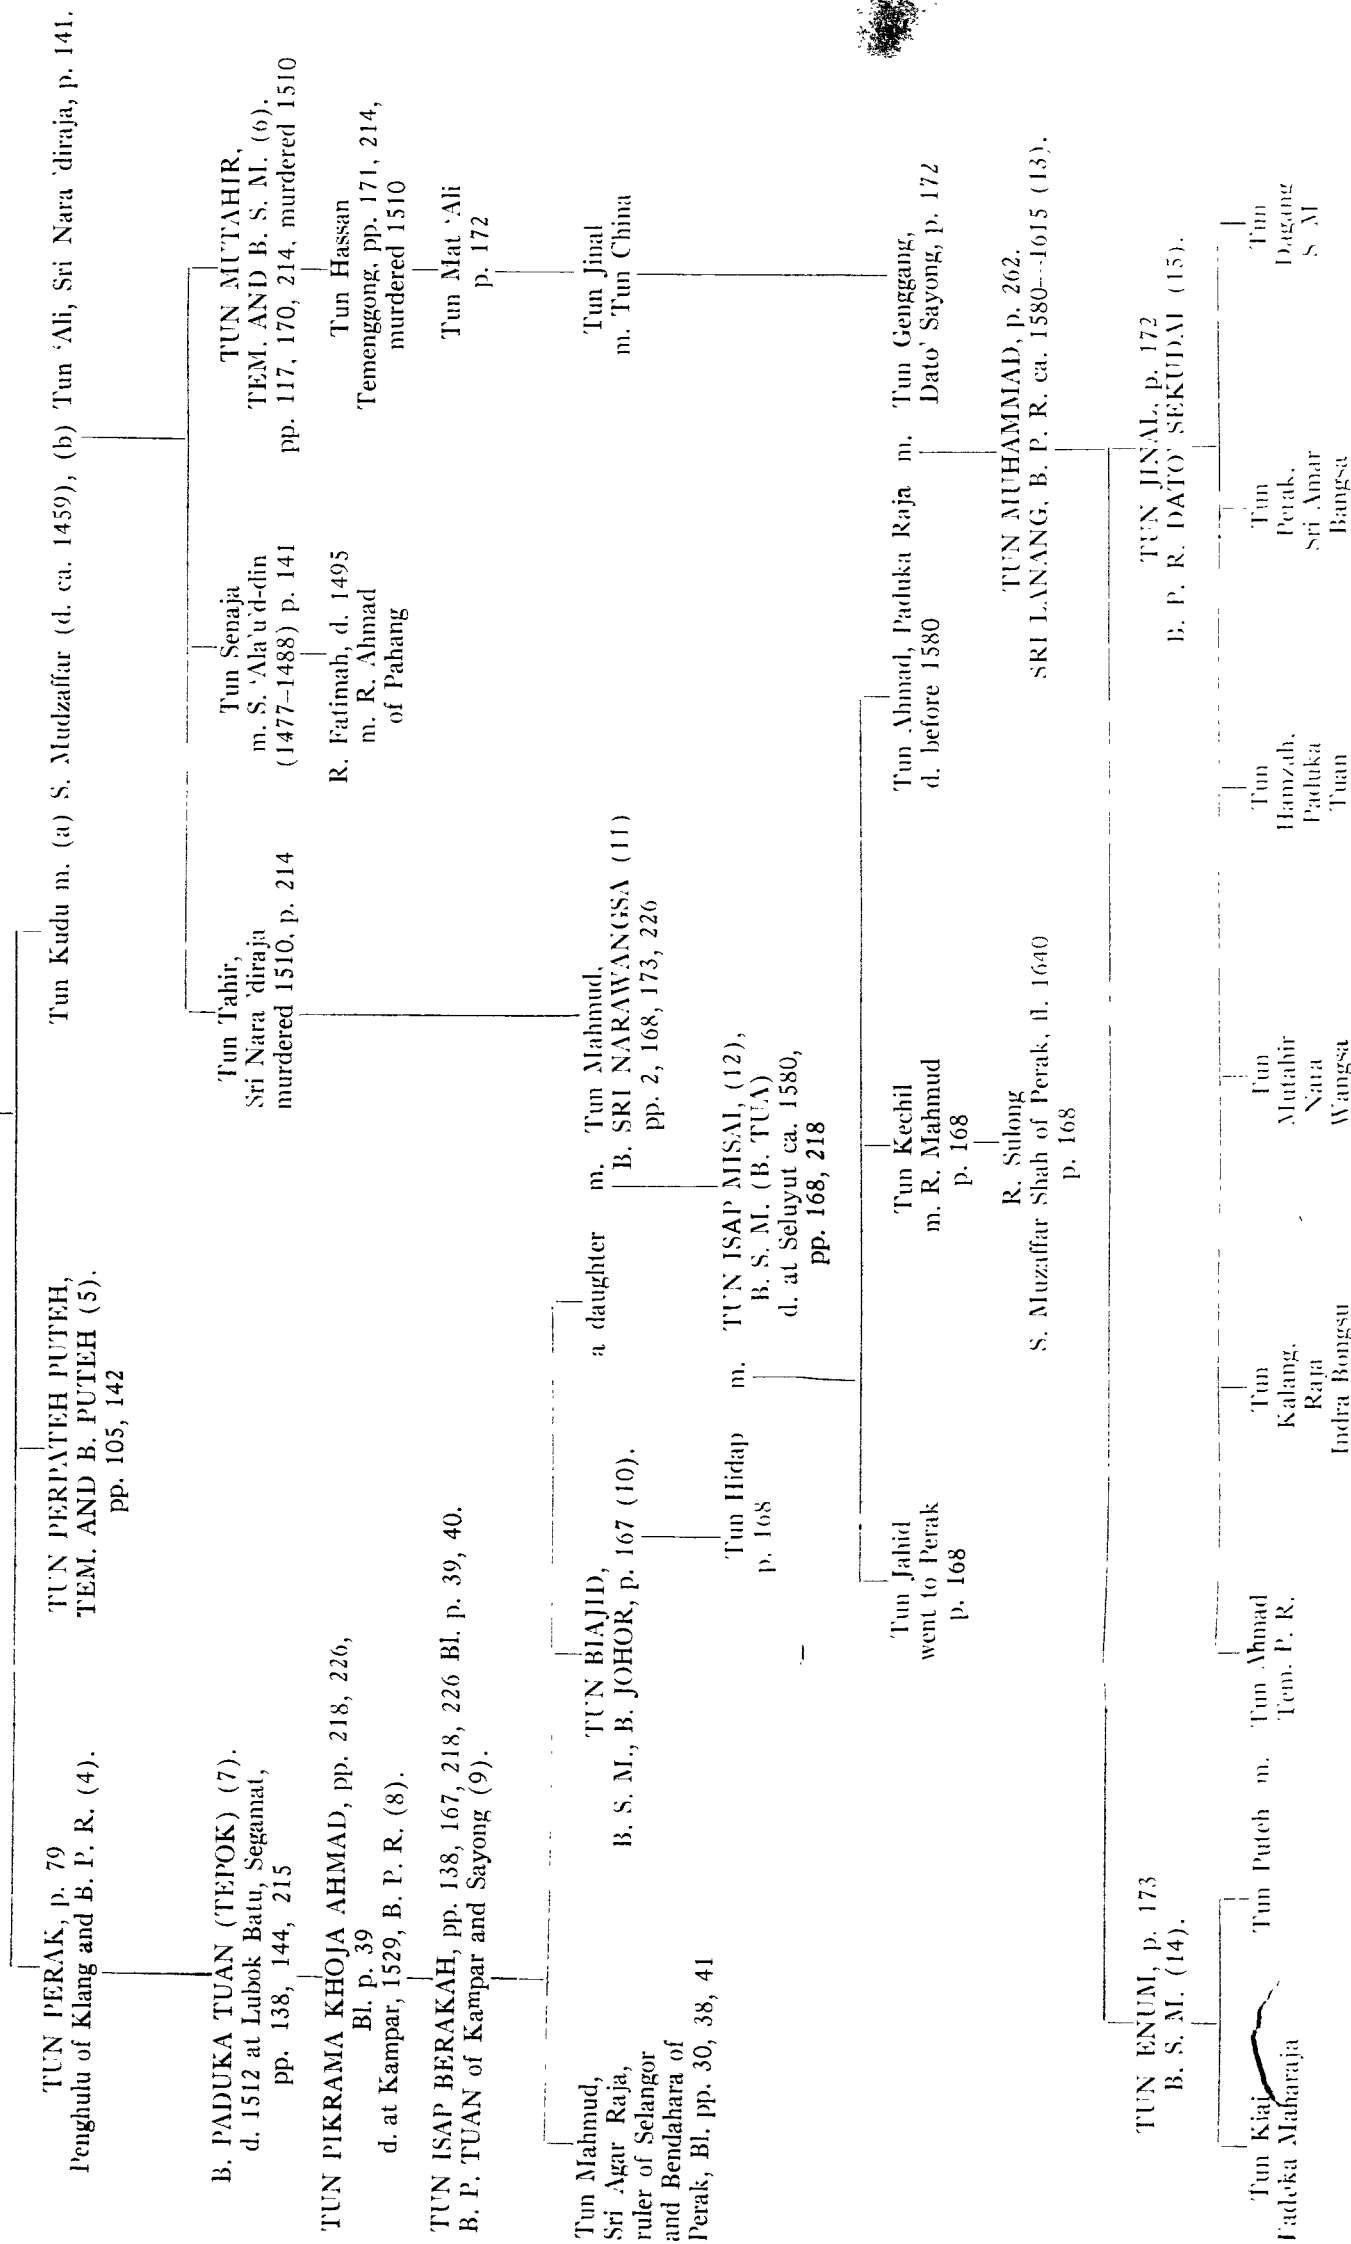 TUN PERAK, p. 79
Penghulu of Klang and B. P. R. (4).
TUN PERPATEH PUTEH,
TEM. AND B. PUTEH (5).
pp. 105, 142
Tun Kudu m. (a) S. Mudzaffar (d. ca. 1459), (b) Tun ‘Ali, Sri Nara ’diraja, p. 141.
B. PADUKA TUAN (TEPOK) (7).
d. 1512 at Lubok Batu, Segamat,
pp. 138, 144, 215
Tun Tahir,
Sri Nara ’diraja
murdered 1510, p. 214
Tun Senaja
m. S. ‘Ala'u'd-din
(1477–1488) p. 141
TUN MUTAHIR,
TEM. AND B. S. M. (6).
pp. 117, 170, 214, murdered 1510
TUN PIKRAMA KHOJA AHMAD, pp. 218, 226,
Bl. p. 39
d. at Kampar, 1529, B. P. R. (8).
R. Fatimah, d. 1495
m. R. Ahmad
of Pahang
Tun Hassan
Temenggong, pp. 171, 214,
murdered 1510
TUN ISAP BERAKAH, pp. 138, 167, 218, 226 Bl. p. 39, 40.
B. P. TUAN of Kampar and Sayong (9).
Tun Mat ‘Ali
p. 172
Tun Mahmud,
Sri Agar Raja,
ruler of Selangor
and Bendahara of
Perak, Bl. pp. 30, 38, 41
TUN BIAJID,
B. S. M., B. JOHOR, p. 167 (10).
a daughter m. Tun Mahmud,
B. SRI NARAWANGSA (11)
pp. 2, 168, 173, 226
Tun Jinal
m. Tun China
Tun Hidap m. TUN ISAP MISAI, (12),
p. 168
B. S. M. (B. TUA)
d. at Seluyut ca. 1580,
pp. 168, 218
Tun Jahid
went to Perak
p. 168
Tun Kechil
m. R. Mahmud
p. 168
Tun Ahmad, Paduka Raja m. Tun Genggang,
d. before 1580
Dato' Sayong, p. 172
R. Sulong
S. Muzaffar Shah of Perak, fl. 1640
p. 168
TUN MUHAMMAD, p. 262.
SRI LANANG, B. P. R. ca. 1580–1615 (13).
TUN ENUM, p. 173
B. S. M. (14).
TUN JINAL, p. 172
B. P. R. DATO' SEKUDAI (15).
Tun Kiai
Padeka Maharaja
Tun Puteh m. Tun Ahmad
Tem. P. R.
Tun
Kalang,
Raja
Indra Bongsu
Tun
Mutahir
Nara
Wangsa
Tun
Hamzah,
Paduka
Tuan
Tun
Perak,
Sri Amar
Bangsa
Tun
Dagang
S M